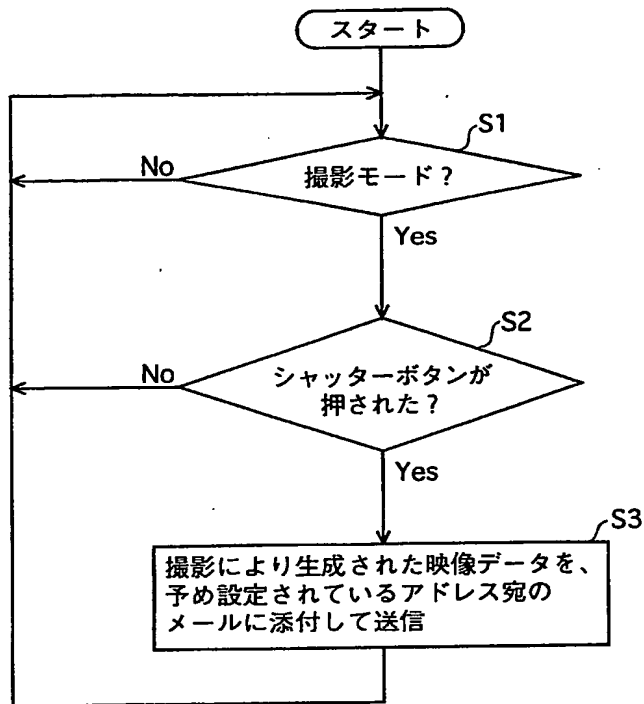 スタート
S1
撮影モード?
No
Yes
S2
シャッターボタンが
押された?
No
Yes
S3
撮影により生成された映像データを、
予め設定されているアドレス宛の
メールに添付して送信